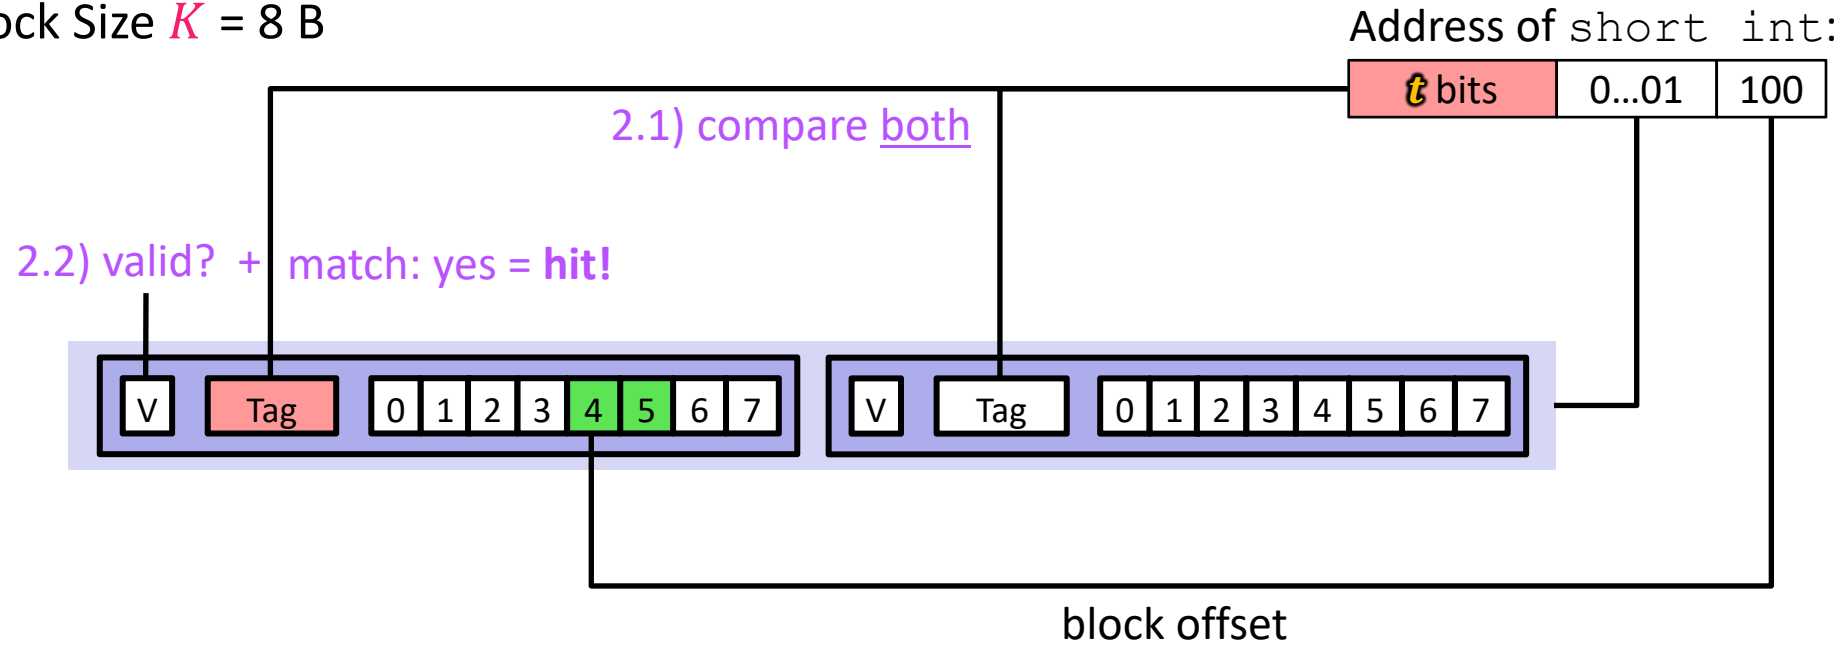 ock Size K = 8 B
Address of short int:
t bits 0...01 100
2.1) compare both
2.2) valid? + match: yes = hit!
V Tag 0 1 2 3 4 5 6 7 V Tag 0 1 2 3 4 5 6 7
block offset